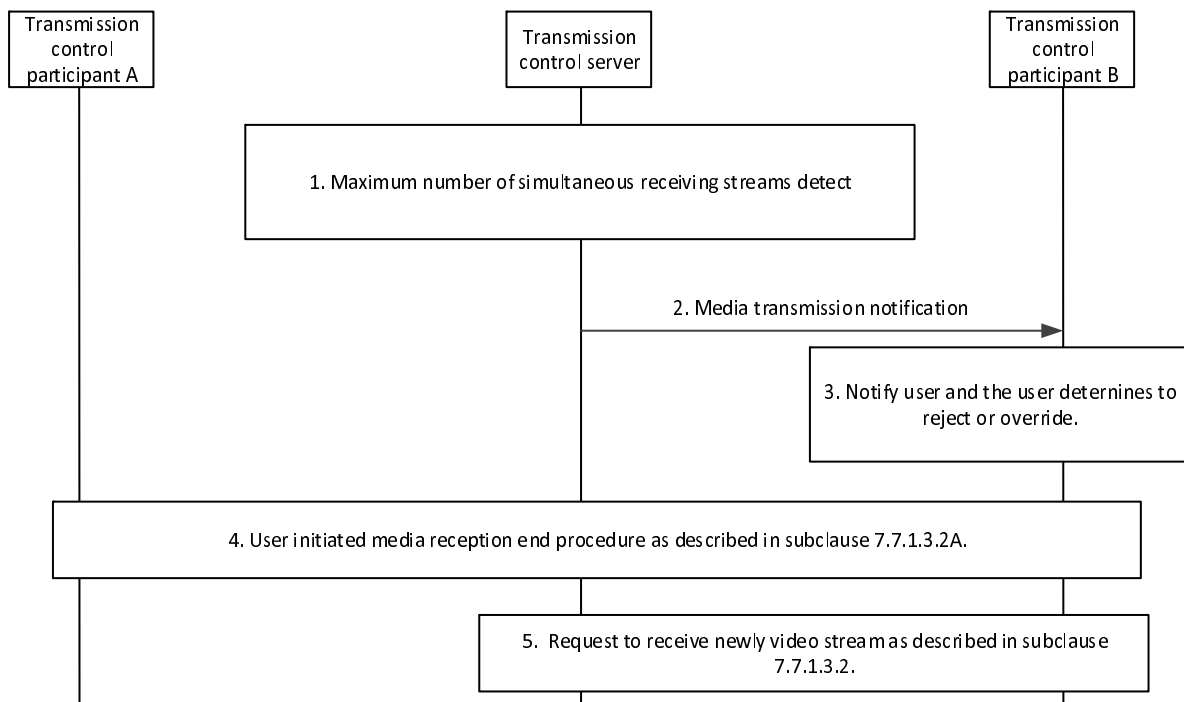 Transmission
control
participant A
Transmission
control server
Transmission
control
participant B
1. Maximum number of simultaneous receiving streams detect
2. Media transmission notification
3. Notify user and the user deternines to
reject or override.
4. User initiated media reception end procedure as described in subclause 7.7.1.3.2A.
5. Request to receive newly video stream as described in subclause
7.7.1.3.2.